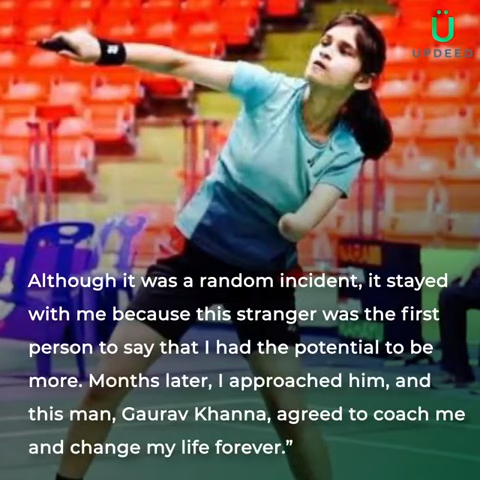 Ü
UPDEED
Although it was a random incident, it stayed
with me because this stranger was the first
person to say that I had the potential to be
more. Months later, I approached him, and
this man, Gaurav Khanna, agreed to coach me
and change my life forever.”